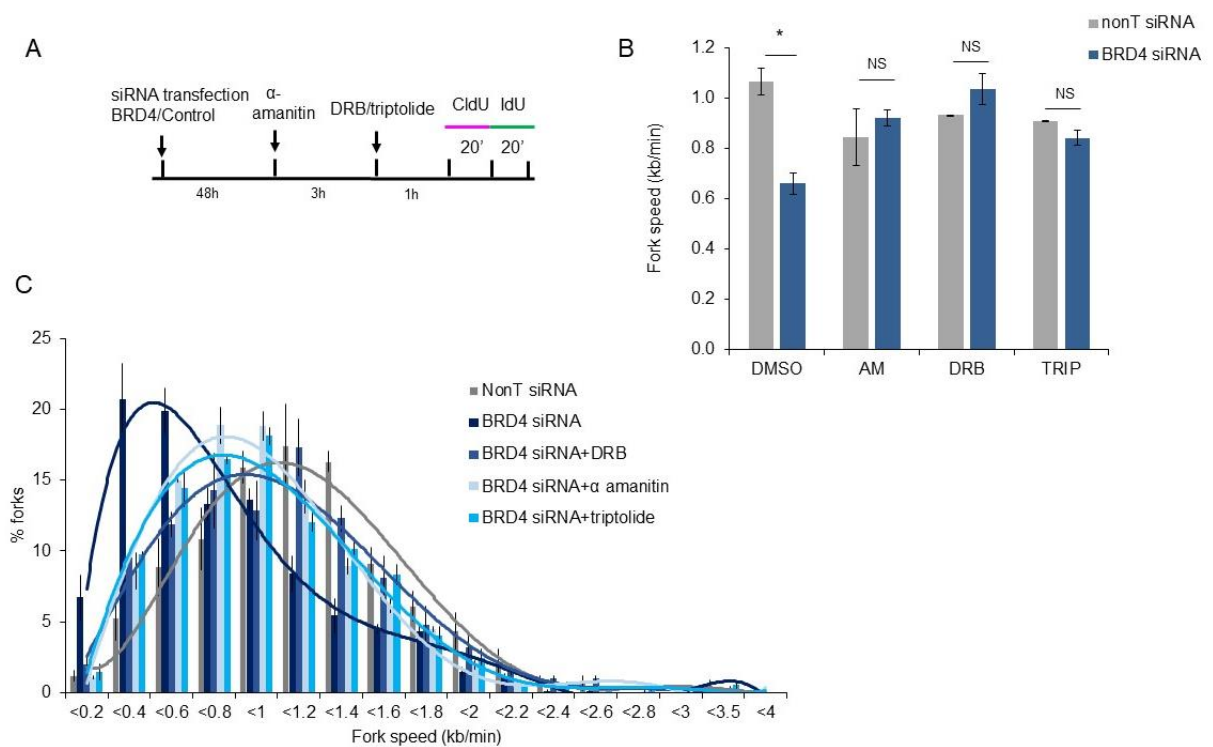 A
siRNA transfection
BRD4/Control
α-
amanitin
DRB/triptolide
CldU IdU
20' 20'
48h 3h 1h
B
nonT siRNA
BRD4 siRNA
Fork speed (kb/min)
1.2
1.0
0.8
0.6
0.4
0.2
0.0
* NS NS NS
DMSO AM DRB TRIP
C
NonT siRNA
BRD4 siRNA
BRD4 siRNA+DRB
BRD4 siRNA+α amanitin
BRD4 siRNA+triptolide
% forks
25
20
15
10
5
0
<0.2 <0.4 <0.6 <0.8 <1 <1.2 <1.4 <1.6 <1.8 <2 <2.2 <2.4 <2.6 <2.8 <3 <3.5 <4
Fork speed (kb/min)